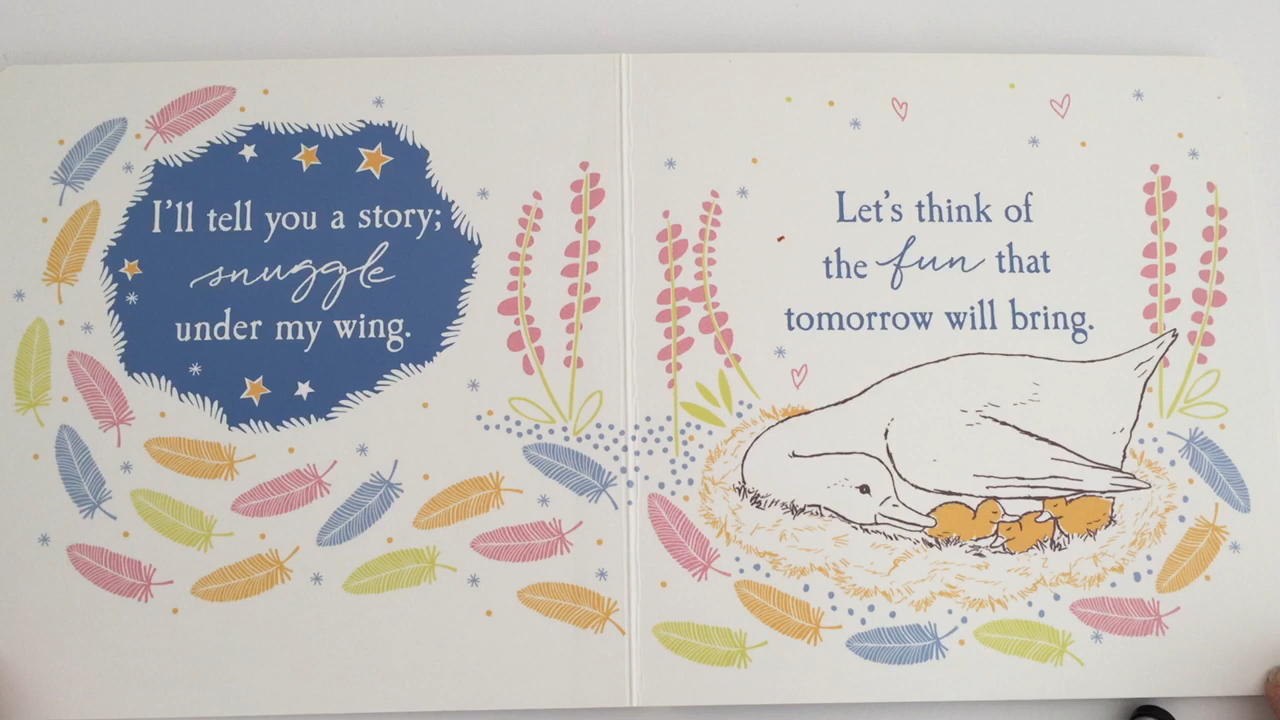 I'll tell you a story;
snuggle
under my wing.
Let's think of
the fun that
tomorrow will bring.